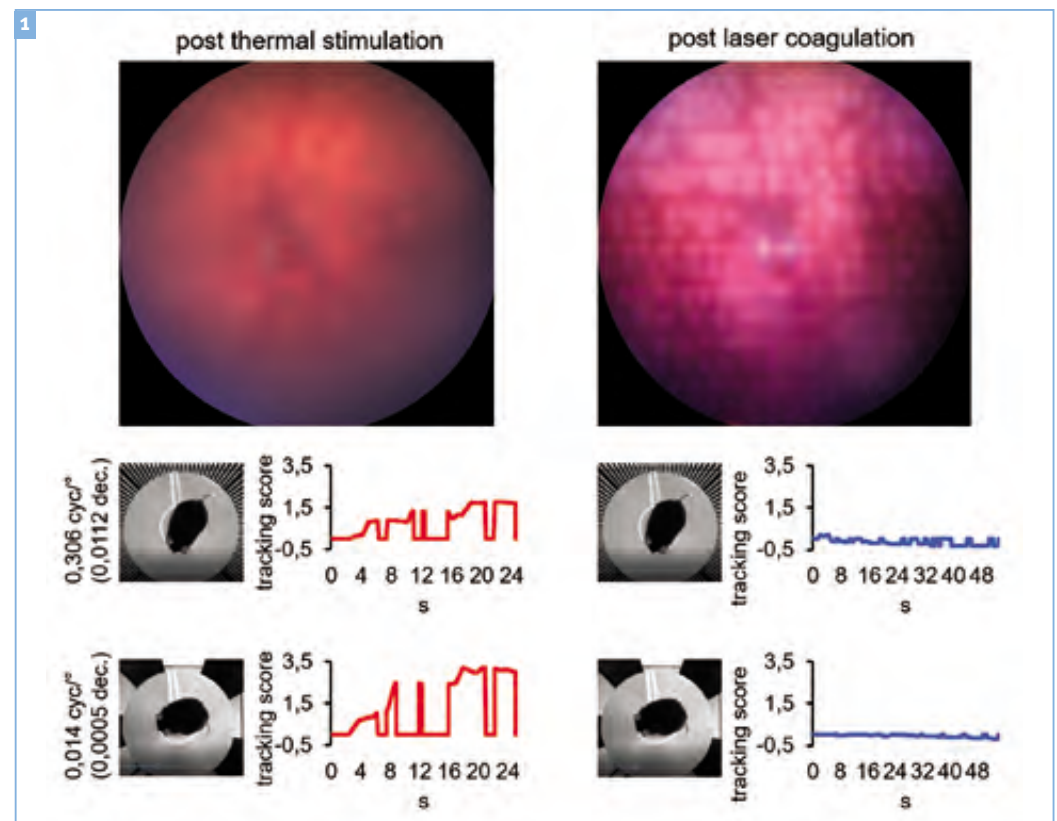 1
post thermal stimulation
post laser coagulation
0,306 cyc/°
(0,0112 dec.)
tracking score
3,5
1,5
-0,5
0 4 8 12 16 20 24
s
tracking score
3,5
1,5
-0,5
0 8 16 24 32 40 48
s
0,014 cyc/°
(0,0005 dec.)
tracking score
3,5
1,5
-0,5
0 4 8 12 16 20 24
s
tracking score
3,5
1,5
-0,5
0 8 16 24 32 40 48
s